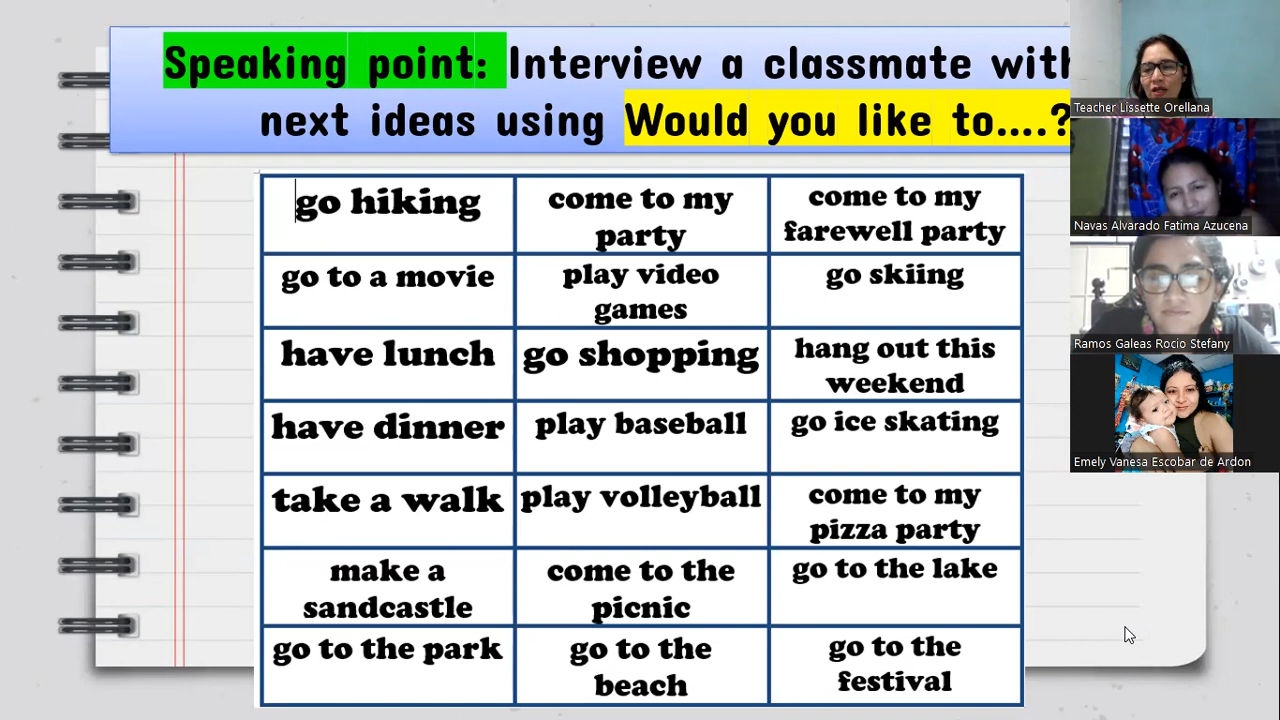 Speaking point: Interview a classmate with
next ideas using Would you like to....?
go hiking
come to my
party
come to my
farewell party
go to a movie
play video
games
go skiing
have lunch
go shopping
hang out this
weekend
have dinner
play baseball
go ice skating
take a walk
play volleyball
come to my
pizza party
make a
sandcastle
come to the
picnic
go to the lake
go to the park
go to the
beach
go to the
festival
Teacher Lissette Orellana
Navas Alvarado Fatima Azucena
Ramos Galeas Rocio Stefany
Emely Vanesa Escobar de Ardon